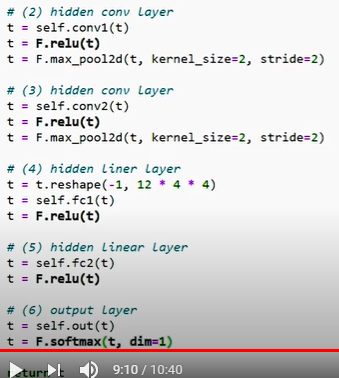 # (2) hidden conv layer
t = self.conv1(t)
t = F.relu(t)
t = F.max_pool2d(t, kernel_size=2, stride=2)

# (3) hidden conv layer
t = self.conv2(t)
t = F.relu(t)
t = F.max_pool2d(t, kernel_size=2, stride=2)

# (4) hidden liner layer
t = t.reshape(-1, 12 * 4 * 4)
t = self.fc1(t)
t = F.relu(t)

# (5) hidden linear layer
t = self.fc2(t)
t = F.relu(t)

# (6) output layer
t = self.out(t)
t = F.softmax(t, dim=1)
return t
9:10 / 10:40